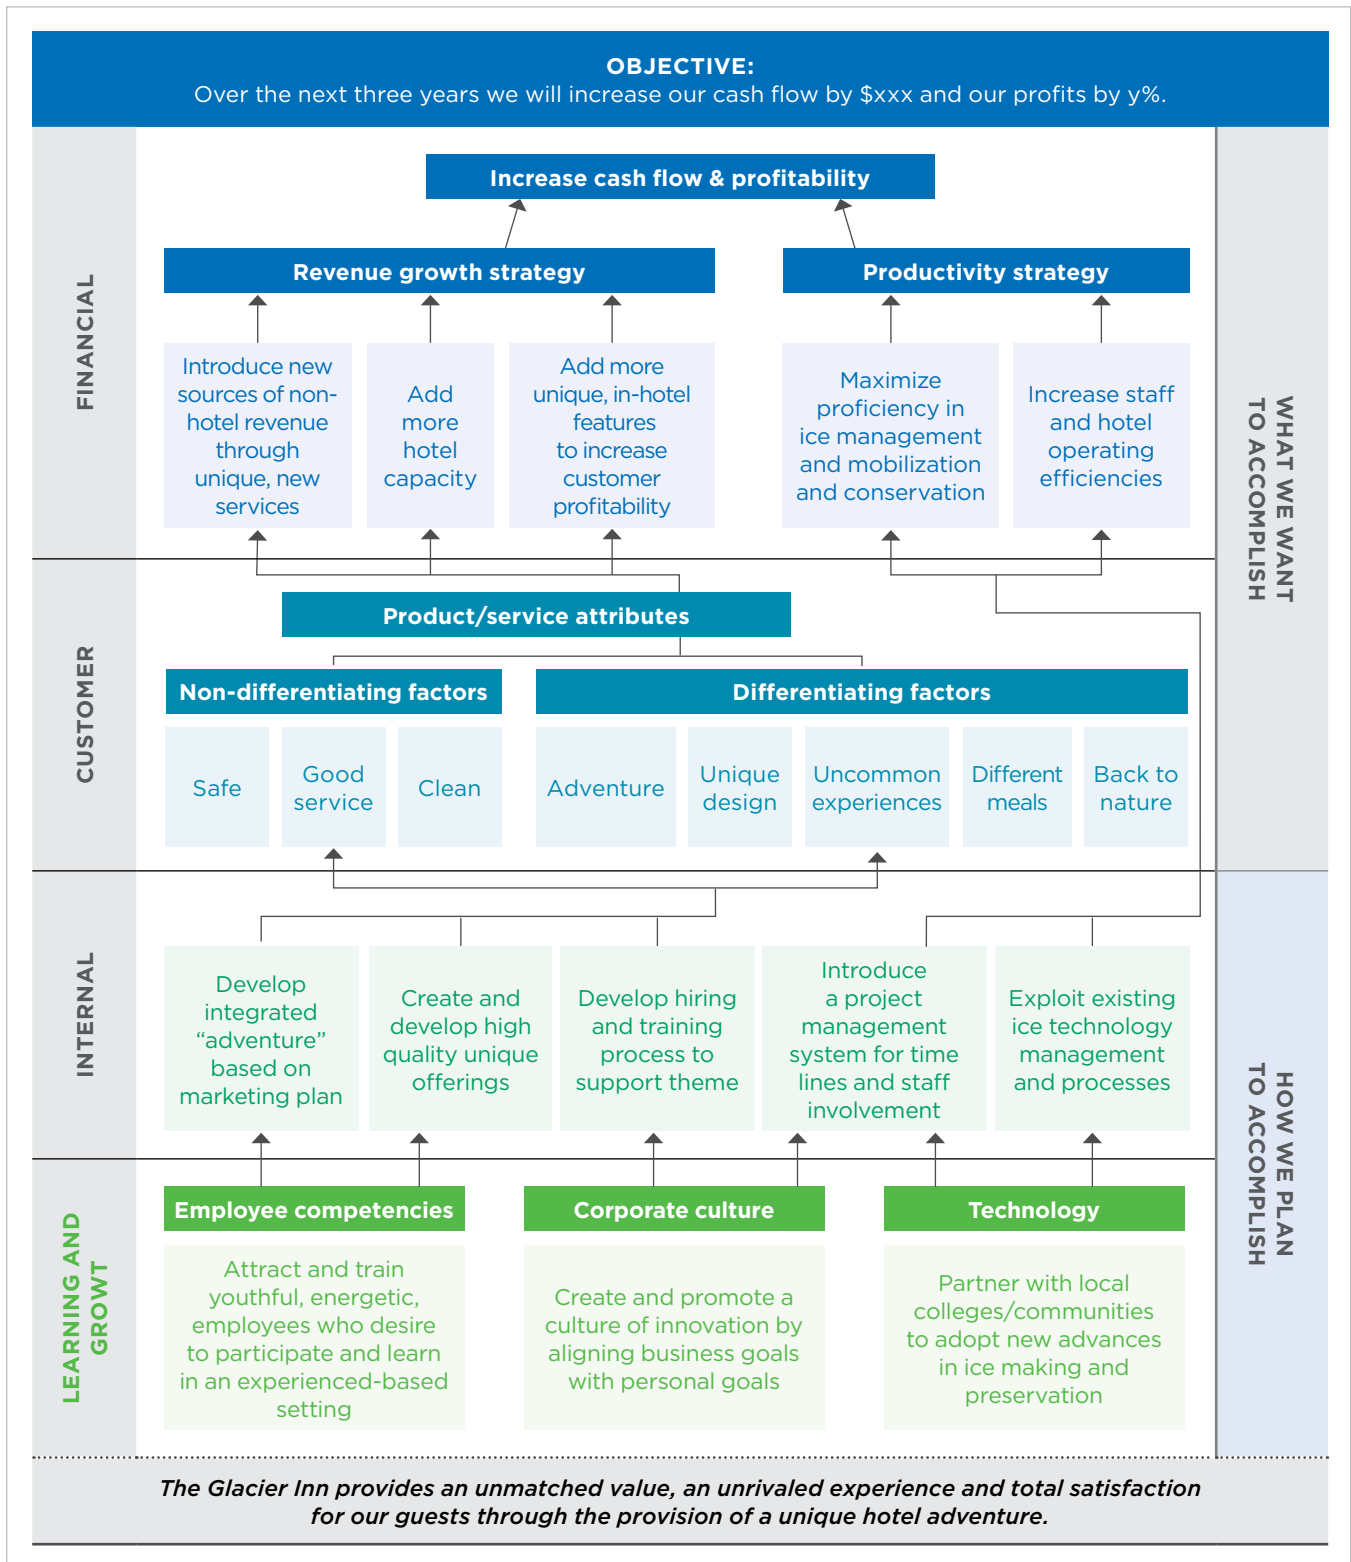 OBJECTIVE:
Over the next three years we will increase our cash flow by $xxx and our profits by y%.
FINANCIAL
Increase cash flow & profitability
Revenue growth strategy
Productivity strategy
Introduce new
sources of non-
hotel revenue
through
unique, new
services
Add
more
hotel
capacity
Add more
unique, in-hotel
features
to increase
customer
profitability
Maximize
proficiency in
ice management
and mobilization
and conservation
Increase staff
and hotel
operating
efficiencies
WHAT WE WANT
TO ACCOMPLISH
CUSTOMER
Product/service attributes
Non-differentiating factors
Differentiating factors
Safe
Good
service
Clean
Adventure
Unique
design
Uncommon
experiences
Different
meals
Back to
nature
INTERNAL
Develop
integrated
“adventure”
based on
marketing plan
Create and
develop high
quality unique
offerings
Develop hiring
and training
process to
support theme
Introduce
a project
management
system for time
lines and staff
involvement
Exploit existing
ice technology
management
and processes
HOW WE PLAN
TO ACCOMPLISH
LEARNING AND
GROWT
Employee competencies
Corporate culture
Technology
Attract and train
youthful, energetic,
employees who desire
to participate and learn
in an experienced-based
setting
Create and promote a
culture of innovation by
aligning business goals
with personal goals
Partner with local
colleges/communities
to adopt new advances
in ice making and
preservation
The Glacier Inn provides an unmatched value, an unrivaled experience and total satisfaction
for our guests through the provision of a unique hotel adventure.